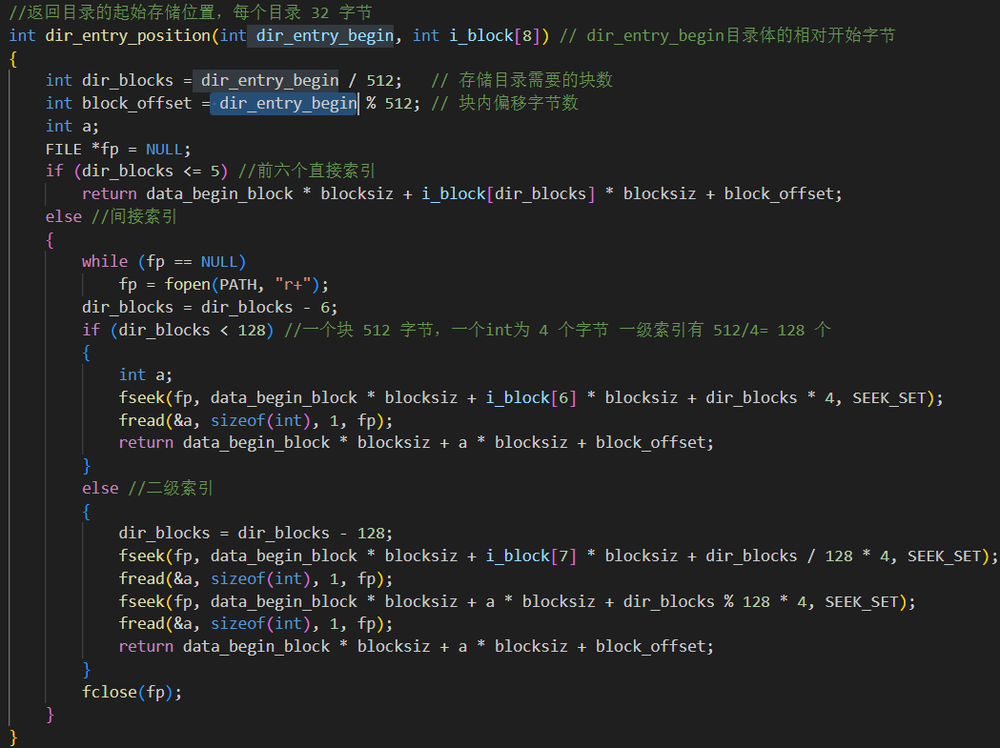 //返回目录的起始存储位置，每个目录 32 字节
int dir_entry_position(int dir_entry_begin, int i_block[8]) // dir_entry_begin目录体的相对开始字节
{
    int dir_blocks = dir_entry_begin / 512;   // 存储目录需要的块数
    int block_offset = dir_entry_begin % 512; // 块内偏移字节数
    int a;
    FILE *fp = NULL;
    if (dir_blocks <= 5) //前六个直接索引
        return data_begin_block * blocksiz + i_block[dir_blocks] * blocksiz + block_offset;
    else //间接索引
    {
        while (fp == NULL)
            fp = fopen(PATH, "r+");
        dir_blocks = dir_blocks - 6;
        if (dir_blocks < 128) //一个块 512 字节，一个int为 4 个字节 一级索引有 512/4= 128 个
        {
            int a;
            fseek(fp, data_begin_block * blocksiz + i_block[6] * blocksiz + dir_blocks * 4, SEEK_SET);
            fread(&a, sizeof(int), 1, fp);
            return data_begin_block * blocksiz + a * blocksiz + block_offset;
        }
        else //二级索引
        {
            dir_blocks = dir_blocks - 128;
            fseek(fp, data_begin_block * blocksiz + i_block[7] * blocksiz + dir_blocks / 128 * 4, SEEK_SET);
            fread(&a, sizeof(int), 1, fp);
            fseek(fp, data_begin_block * blocksiz + a * blocksiz + dir_blocks % 128 * 4, SEEK_SET);
            fread(&a, sizeof(int), 1, fp);
            return data_begin_block * blocksiz + a * blocksiz + block_offset;
        }
        fclose(fp);
    }
}